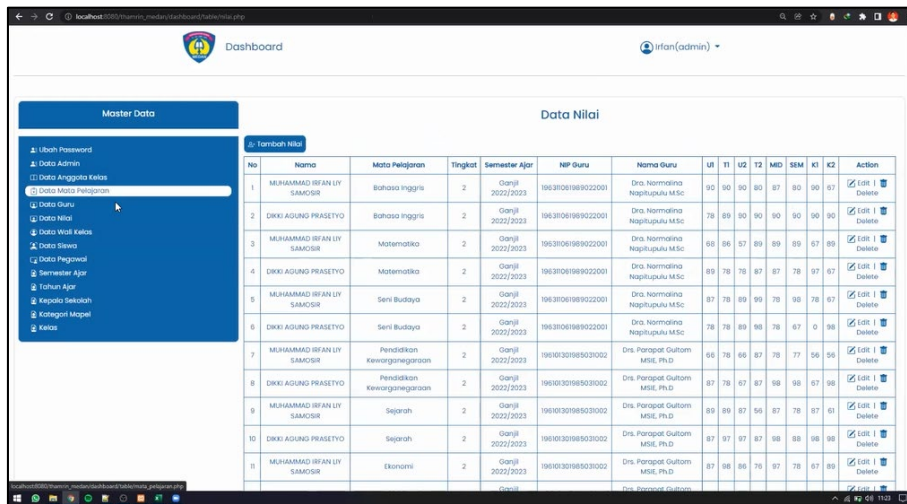 localhost:8080/thamrin_medan/dashboard/table/nilai.php
Dashboard
Irfan(admin)
Master Data
Ubah Password
Data Admin
Data Anggota Kelas
Data Mata Pelajaran
Data Guru
Data Nilai
Data Wali Kelas
Data Siswa
Data Pegawai
Semester Ajar
Tahun Ajar
Kepala Sekolah
Kategori Mapel
Kelas
Data Nilai
Tambah Nilai
No Nama Mata Pelajaran Tingkat Semester Ajar NIP Guru Nama Guru U1 T1 U2 T2 MID SEM K1 K2 Action
1 MUHAMMAD IRFAN LIY SAMOSIR Bahasa Inggris 2 Ganjil 2022/2023 196311061989022001 Dra. Normalina Napitupulu M.Sc 90 90 90 80 87 80 90 67 Edit | Delete
2 DIKKI AGUNG PRASETYO Bahasa Inggris 2 Ganjil 2022/2023 196311061989022001 Dra. Normalina Napitupulu M.Sc 78 89 90 90 90 90 90 90 Edit | Delete
3 MUHAMMAD IRFAN LIY SAMOSIR Matematika 2 Ganjil 2022/2023 196311061989022001 Dra. Normalina Napitupulu M.Sc 68 86 57 89 89 89 67 89 Edit | Delete
4 DIKKI AGUNG PRASETYO Matematika 2 Ganjil 2022/2023 196311061989022001 Dra. Normalina Napitupulu M.Sc 89 78 78 87 87 78 97 67 Edit | Delete
5 MUHAMMAD IRFAN LIY SAMOSIR Seni Budaya 2 Ganjil 2022/2023 196311061989022001 Dra. Normalina Napitupulu M.Sc 87 78 89 99 78 98 78 67 Edit | Delete
6 DIKKI AGUNG PRASETYO Seni Budaya 2 Ganjil 2022/2023 196311061989022001 Dra. Normalina Napitupulu M.Sc 78 78 89 98 78 67 0 98 Edit | Delete
7 MUHAMMAD IRFAN LIY SAMOSIR Pendidikan Kewarganegaraan 2 Ganjil 2022/2023 196101301985031002 Drs. Parapat Gultom MSIE, Ph.D 66 78 66 87 78 77 56 56 Edit | Delete
8 DIKKI AGUNG PRASETYO Pendidikan Kewarganegaraan 2 Ganjil 2022/2023 196101301985031002 Drs. Parapat Gultom MSIE, Ph.D 87 78 67 87 98 98 67 98 Edit | Delete
9 MUHAMMAD IRFAN LIY SAMOSIR Sejarah 2 Ganjil 2022/2023 196101301985031002 Drs. Parapat Gultom MSIE, Ph.D 89 89 87 56 87 78 87 61 Edit | Delete
10 DIKKI AGUNG PRASETYO Sejarah 2 Ganjil 2022/2023 196101301985031002 Drs. Parapat Gultom MSIE, Ph.D 87 97 97 87 98 88 98 98 Edit | Delete
11 MUHAMMAD IRFAN LIY SAMOSIR Ekonomi 2 Ganjil 2022/2023 196101301985031002 Drs. Parapat Gultom MSIE, Ph.D 87 98 86 76 97 78 67 89 Edit | Delete
Ganjil Drs. Parapat Gultom Edit |
localhost:8080/thamrin_medan/dashboard/table/mata_pelajaran.php
11:23